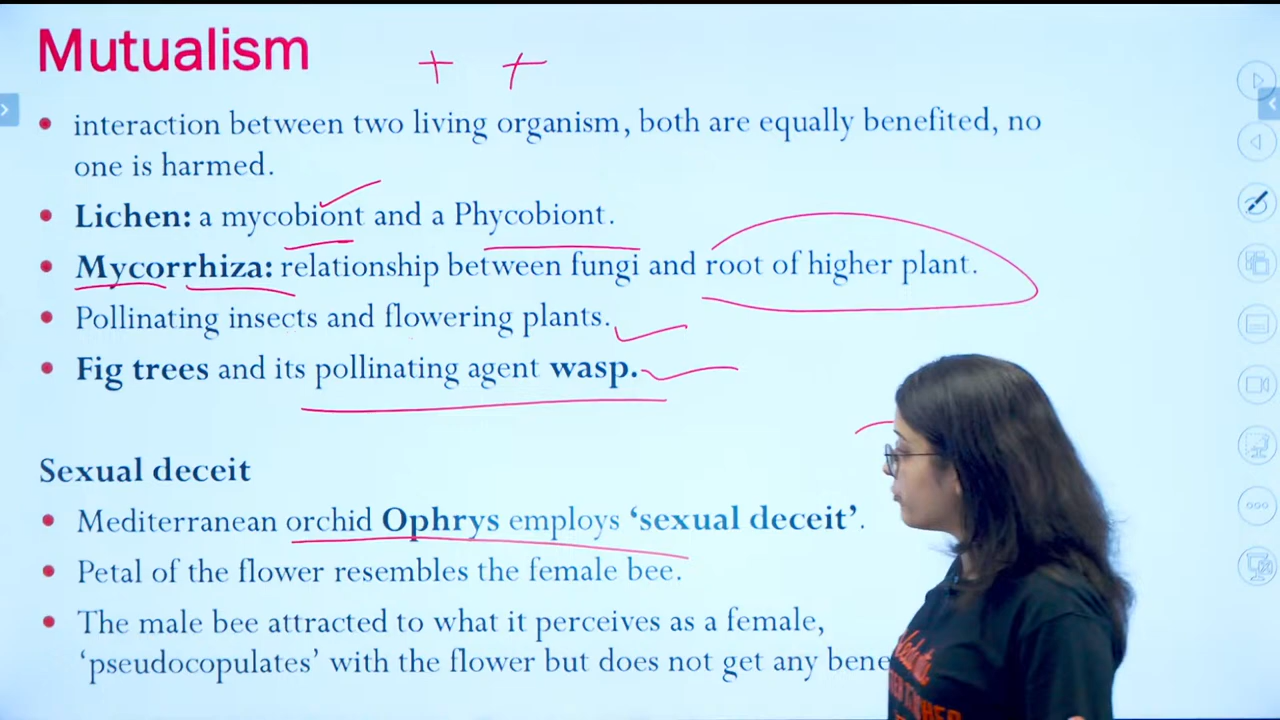 Mutualism
+ +
• interaction between two living organism, both are equally benefited, no
one is harmed.
• Lichen: a mycobiont and a Phycobiont.
• Mycorrhiza: relationship between fungi and root of higher plant.
• Pollinating insects and flowering plants.
• Fig trees and its pollinating agent wasp.
Sexual deceit
• Mediterranean orchid Ophrys employs ‘sexual deceit’.
• Petal of the flower resembles the female bee.
• The male bee attracted to what it perceives as a female,
‘pseudocopulates’ with the flower but does not get any